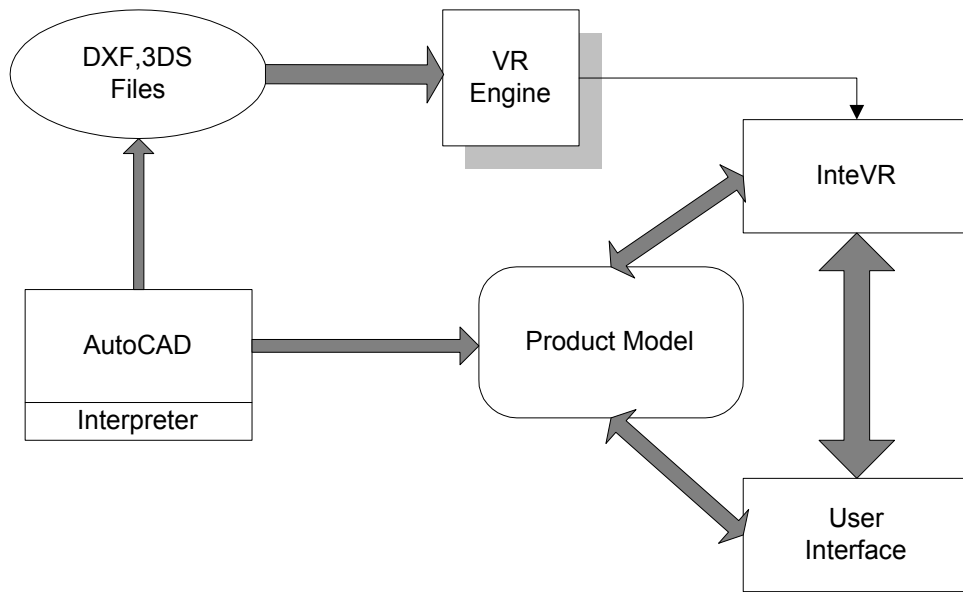 DXF,3DS
Files
VR
Engine
InteVR
AutoCAD
Product Model
Interpreter
User
Interface